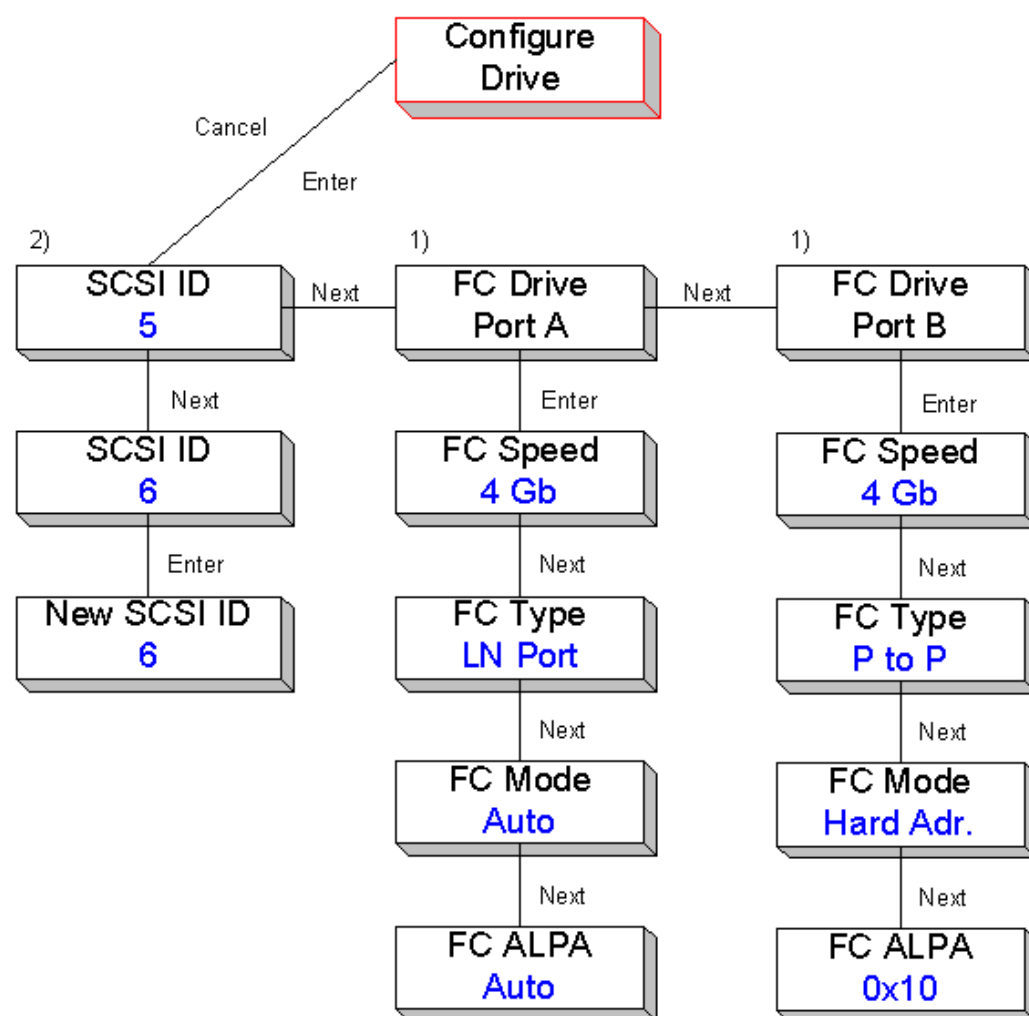 Configure
Drive
Cancel
Enter
2)
1)
1)
SCSI ID
5
Next
FC Drive
Port A
Next
FC Drive
Port B
Next
Enter
Enter
SCSI ID
6
FC Speed
4 Gb
FC Speed
4 Gb
Enter
Next
Next
New SCSI ID
6
FC Type
LN Port
FC Type
P to P
Next
Next
FC Mode
Auto
FC Mode
Hard Adr.
Next
Next
FC ALPA
Auto
FC ALPA
0x10